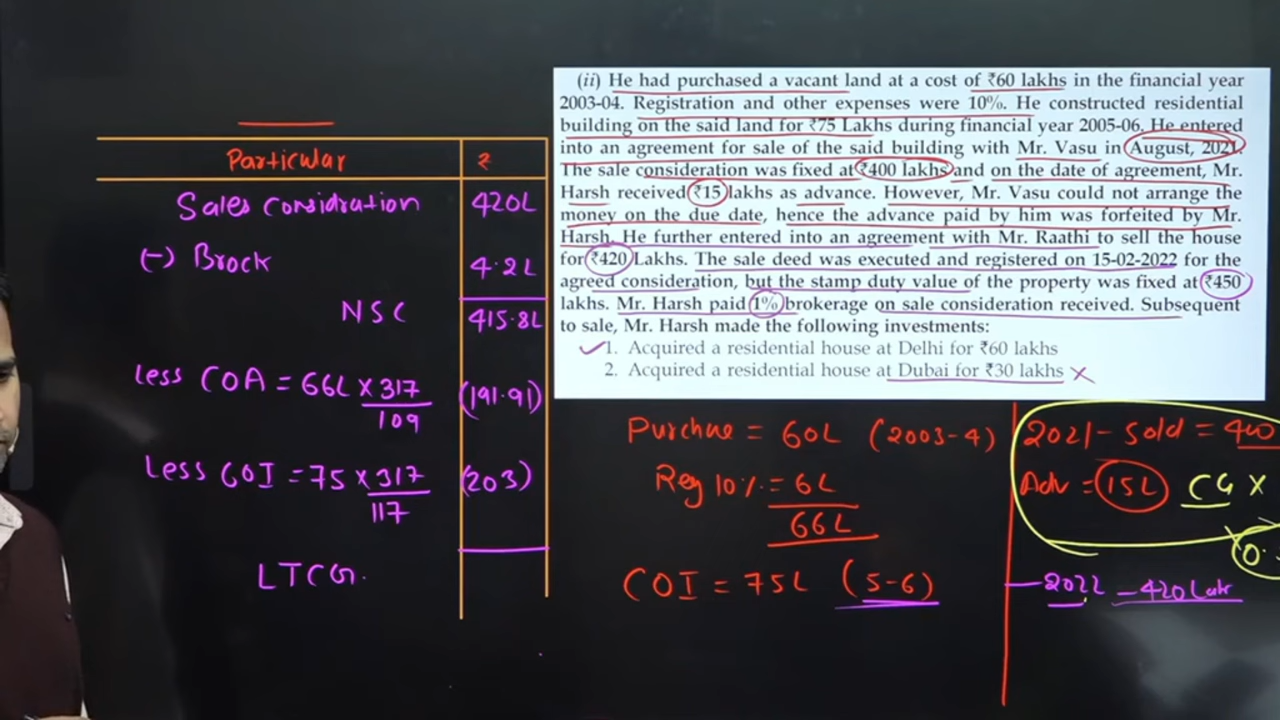 Particular ₹
Sales Considration 420L
(-) Brock 4.2L
NSC 415.8L
Less COA = 66L × 317/109 (191.91)
Less COI = 75 × 317/117 (203)
LTCG.
(ii) He had purchased a vacant land at a cost of ₹60 lakhs in the financial year
2003-04. Registration and other expenses were 10%. He constructed residential
building on the said land for ₹75 Lakhs during financial year 2005-06. He entered
into an agreement for sale of the said building with Mr. Vasu in August, 2021.
The sale consideration was fixed at ₹400 lakhs and on the date of agreement, Mr.
Harsh received ₹15 lakhs as advance. However, Mr. Vasu could not arrange the
money on the due date, hence the advance paid by him was forfeited by Mr.
Harsh. He further entered into an agreement with Mr. Raathi to sell the house
for ₹420 Lakhs. The sale deed was executed and registered on 15-02-2022 for the
agreed consideration, but the stamp duty value of the property was fixed at ₹450
lakhs. Mr. Harsh paid 1% brokerage on sale consideration received. Subsequent
to sale, Mr. Harsh made the following investments:
1. Acquired a residential house at Delhi for ₹60 lakhs
2. Acquired a residential house at Dubai for ₹30 lakhs ×
Purchae = 60L (2003-4)
Reg 10% = 6L
66L
COI = 75L (5-6)
2021 - Sold = 400
Adv = 15L CG ×
2022 - 420 Lakh